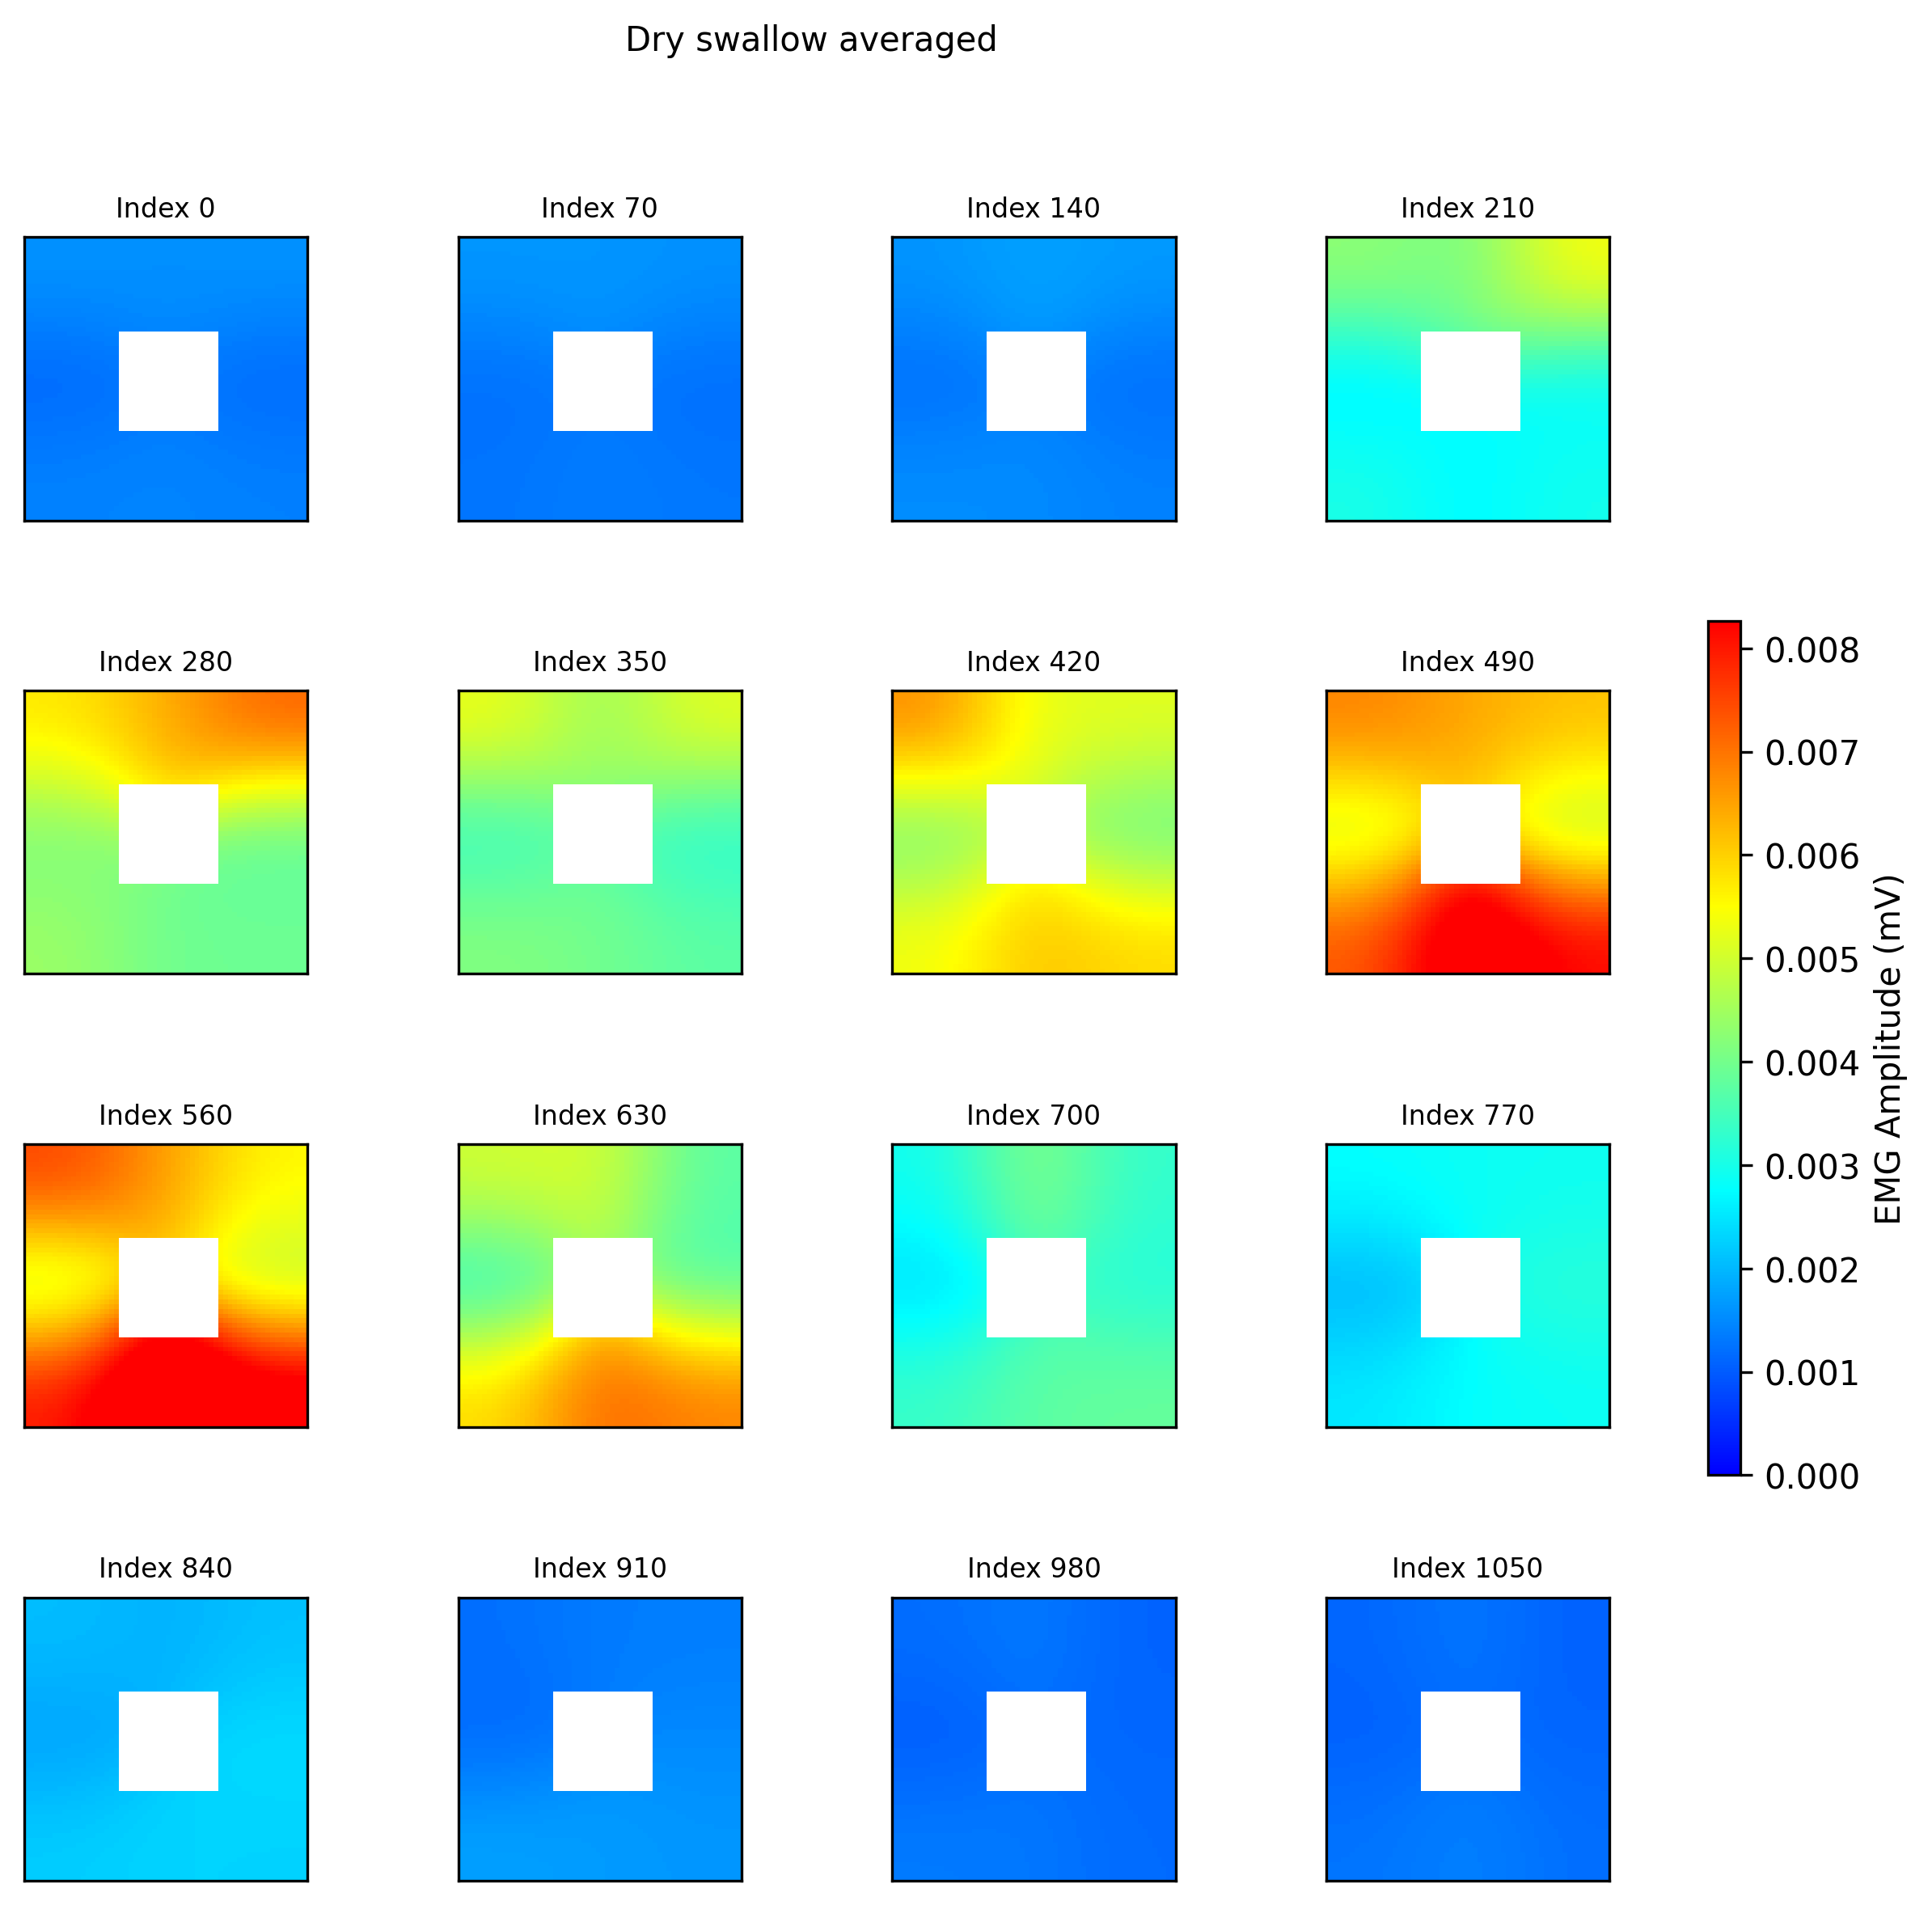 Dry swallow averaged
Index 0
Index 70
Index 140
Index 210
Index 280
Index 350
Index 420
Index 490
Index 560
Index 630
Index 700
Index 770
Index 840
Index 910
Index 980
Index 1050
0.008
0.007
0.006
0.005
0.004
0.003
0.002
0.001
0.000
EMG Amplitude (mV)